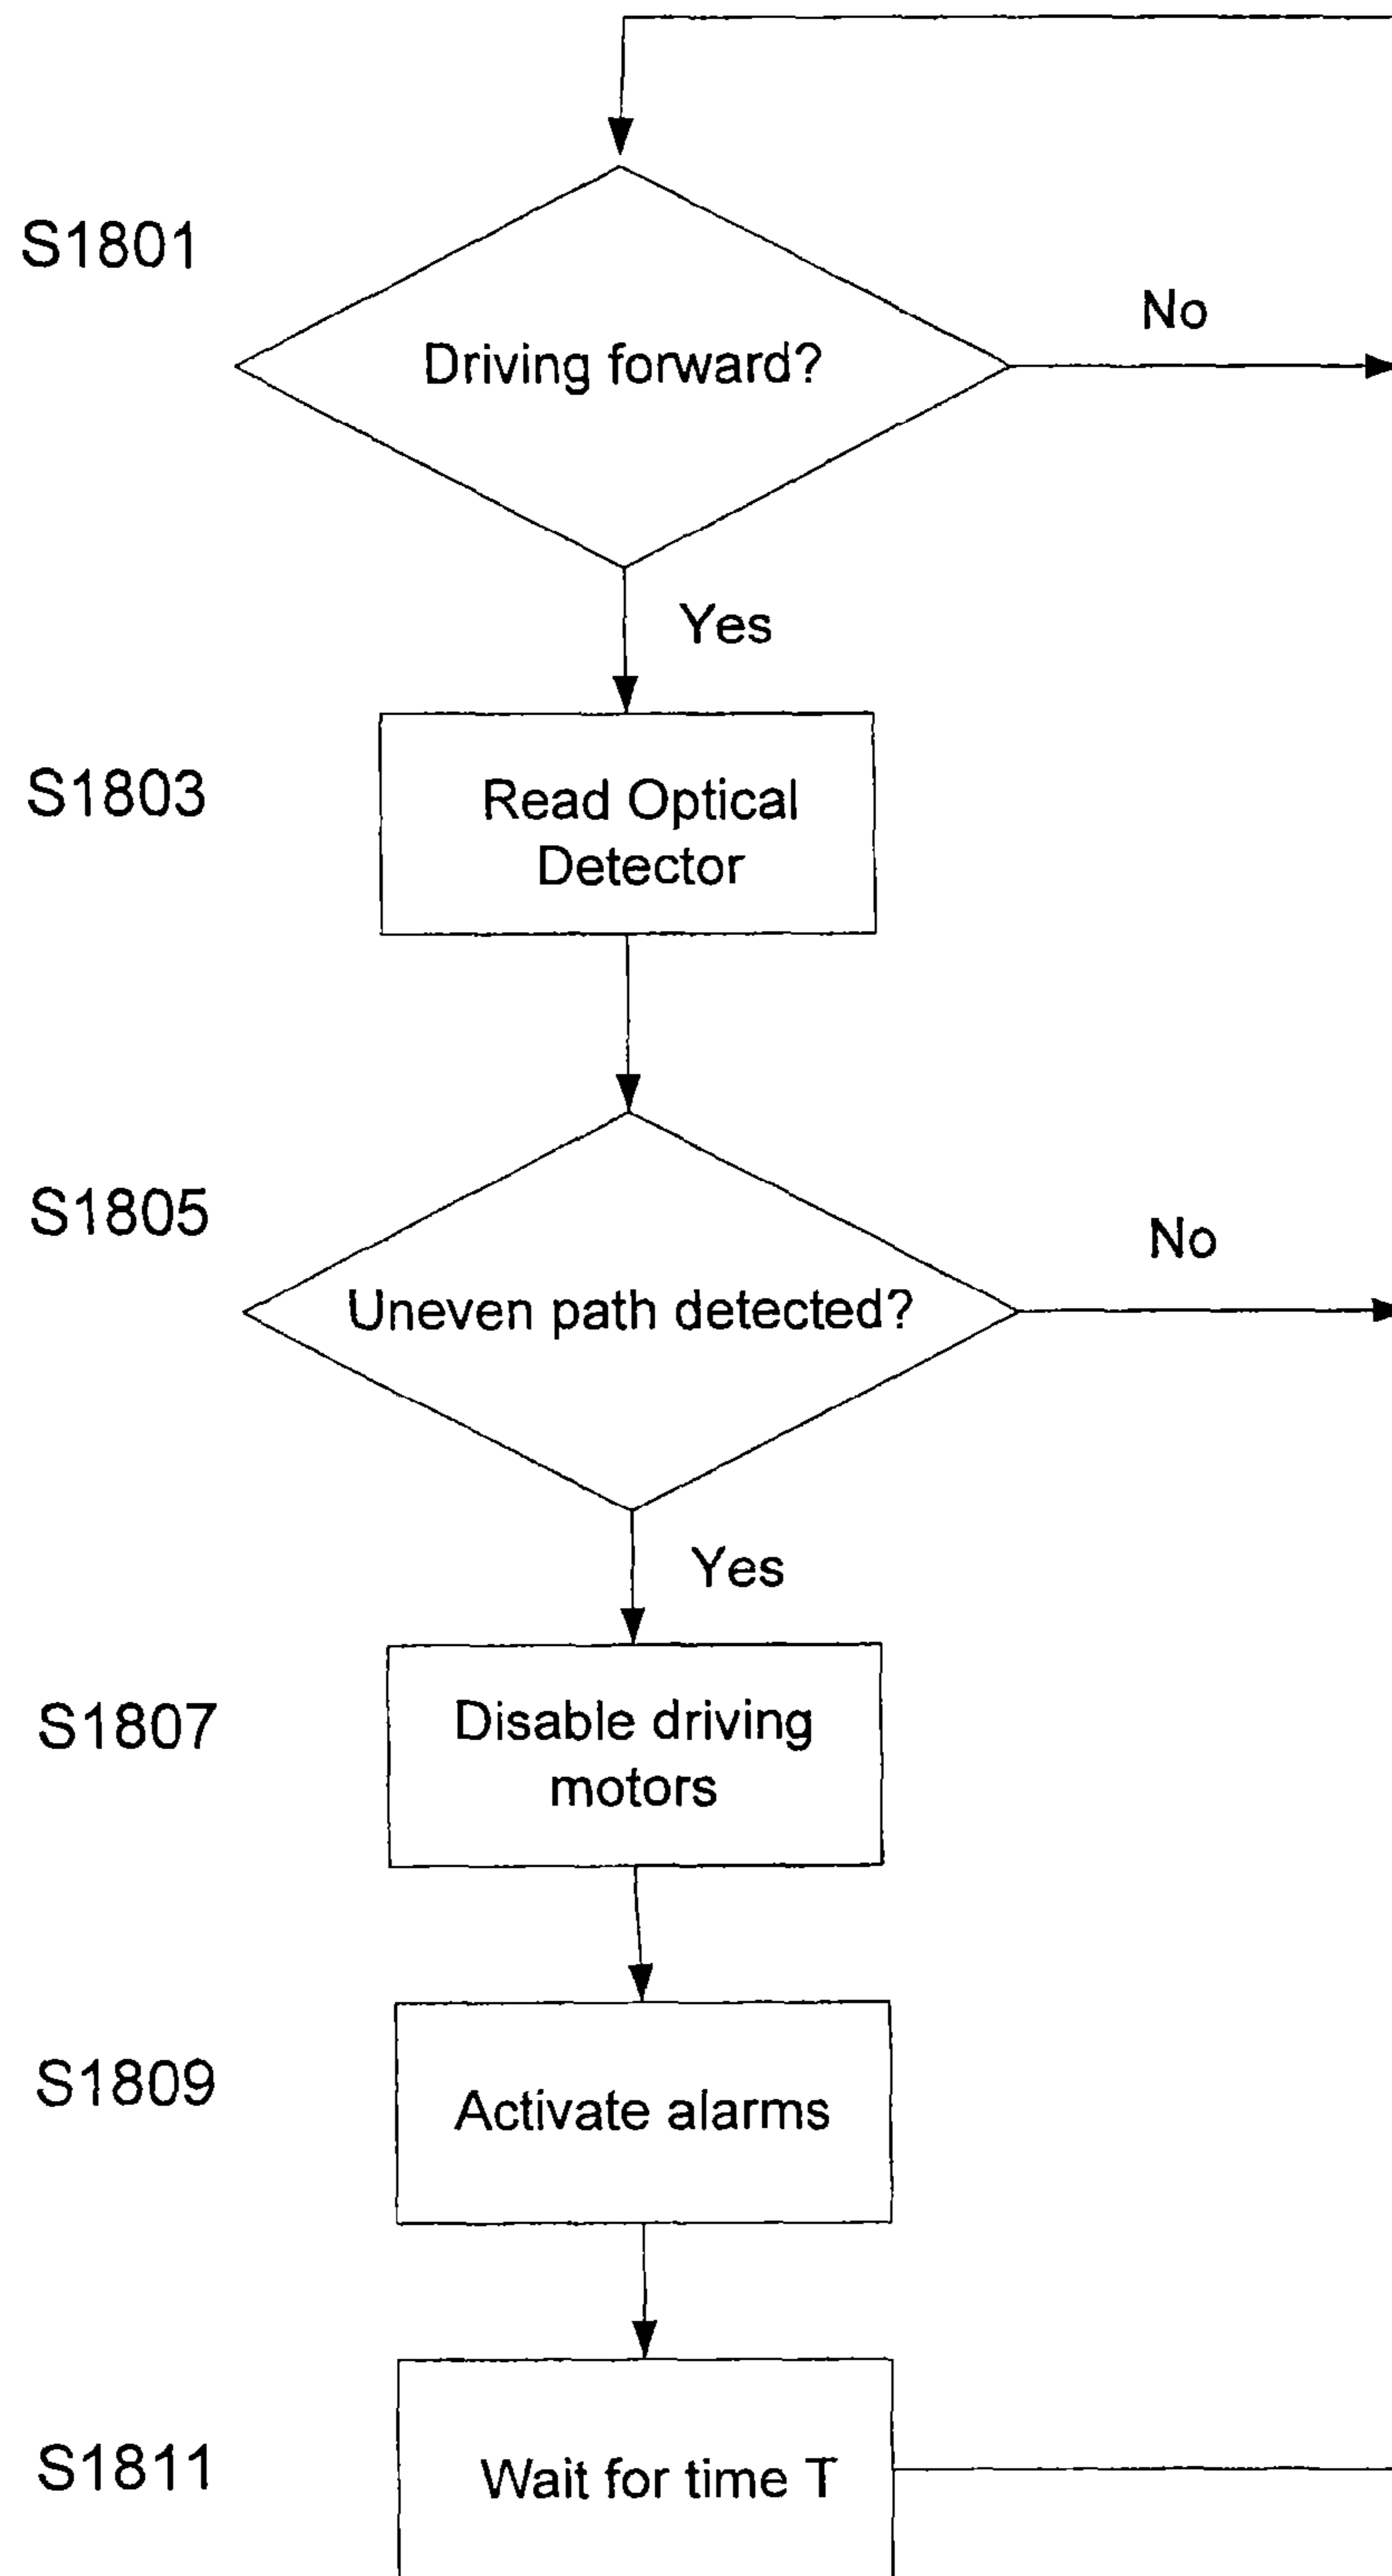 S1801
Driving forward?
No
Yes
S1803
Read Optical
Detector
S1805
Uneven path detected?
No
Yes
S1807
Disable driving
motors
S1809
Activate alarms
S1811
Wait for time T